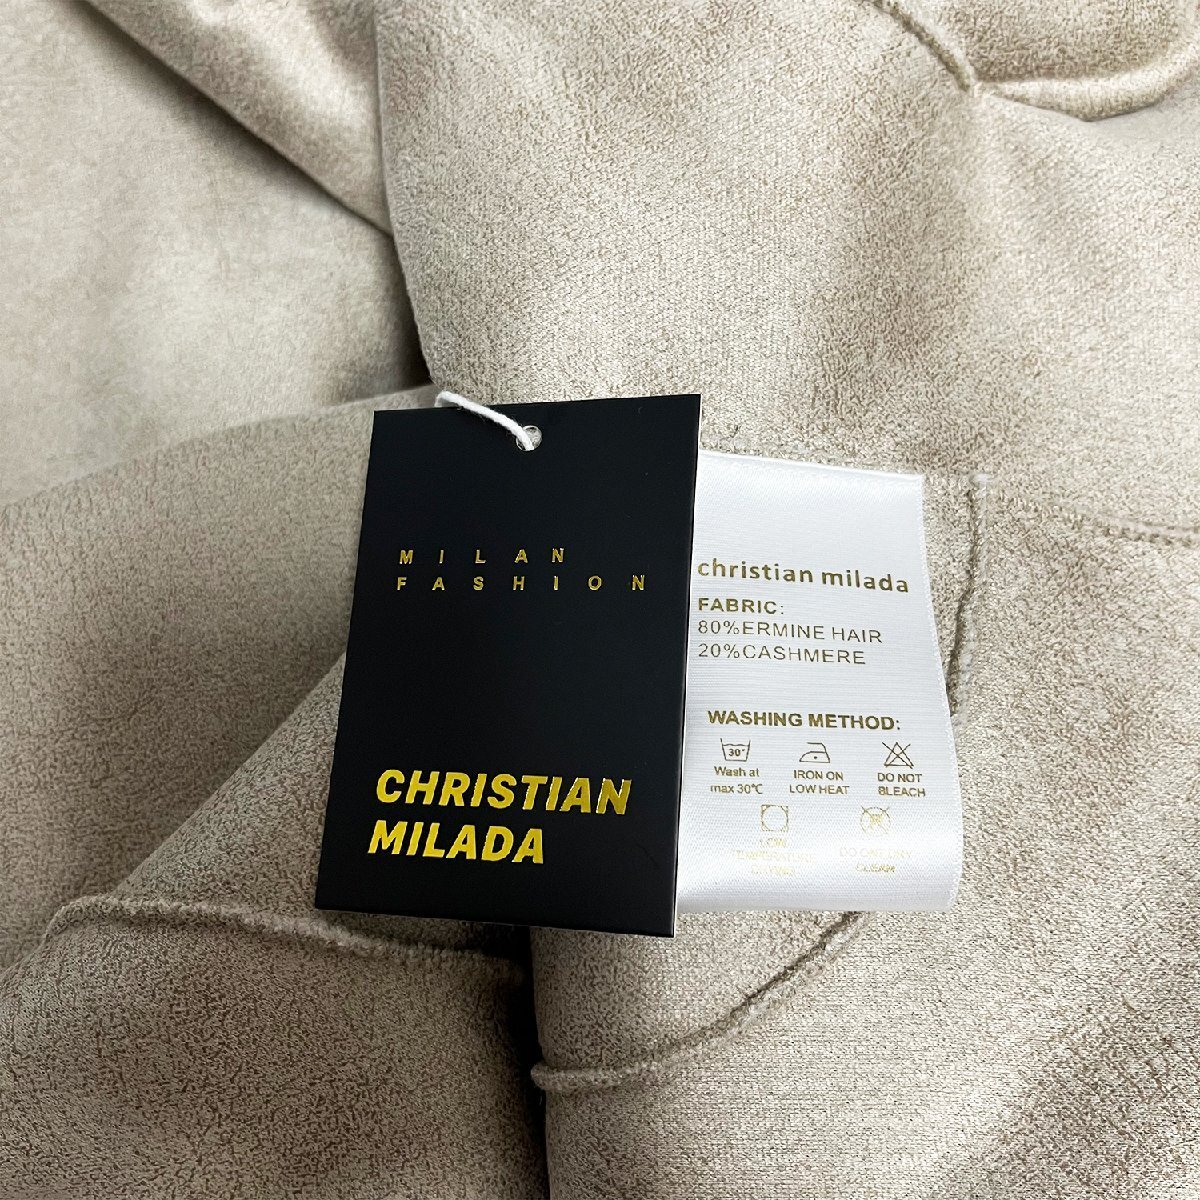 MILAN
FASHION
CHRISTIAN
MILADA
christian milada
FABRIC:
80%ERMINE HAIR
20%CASHMERE
WASHING METHOD:
30°
Wash at
max 30℃
IRON ON
LOW HEAT
DO NOT
BLEACH
LOW